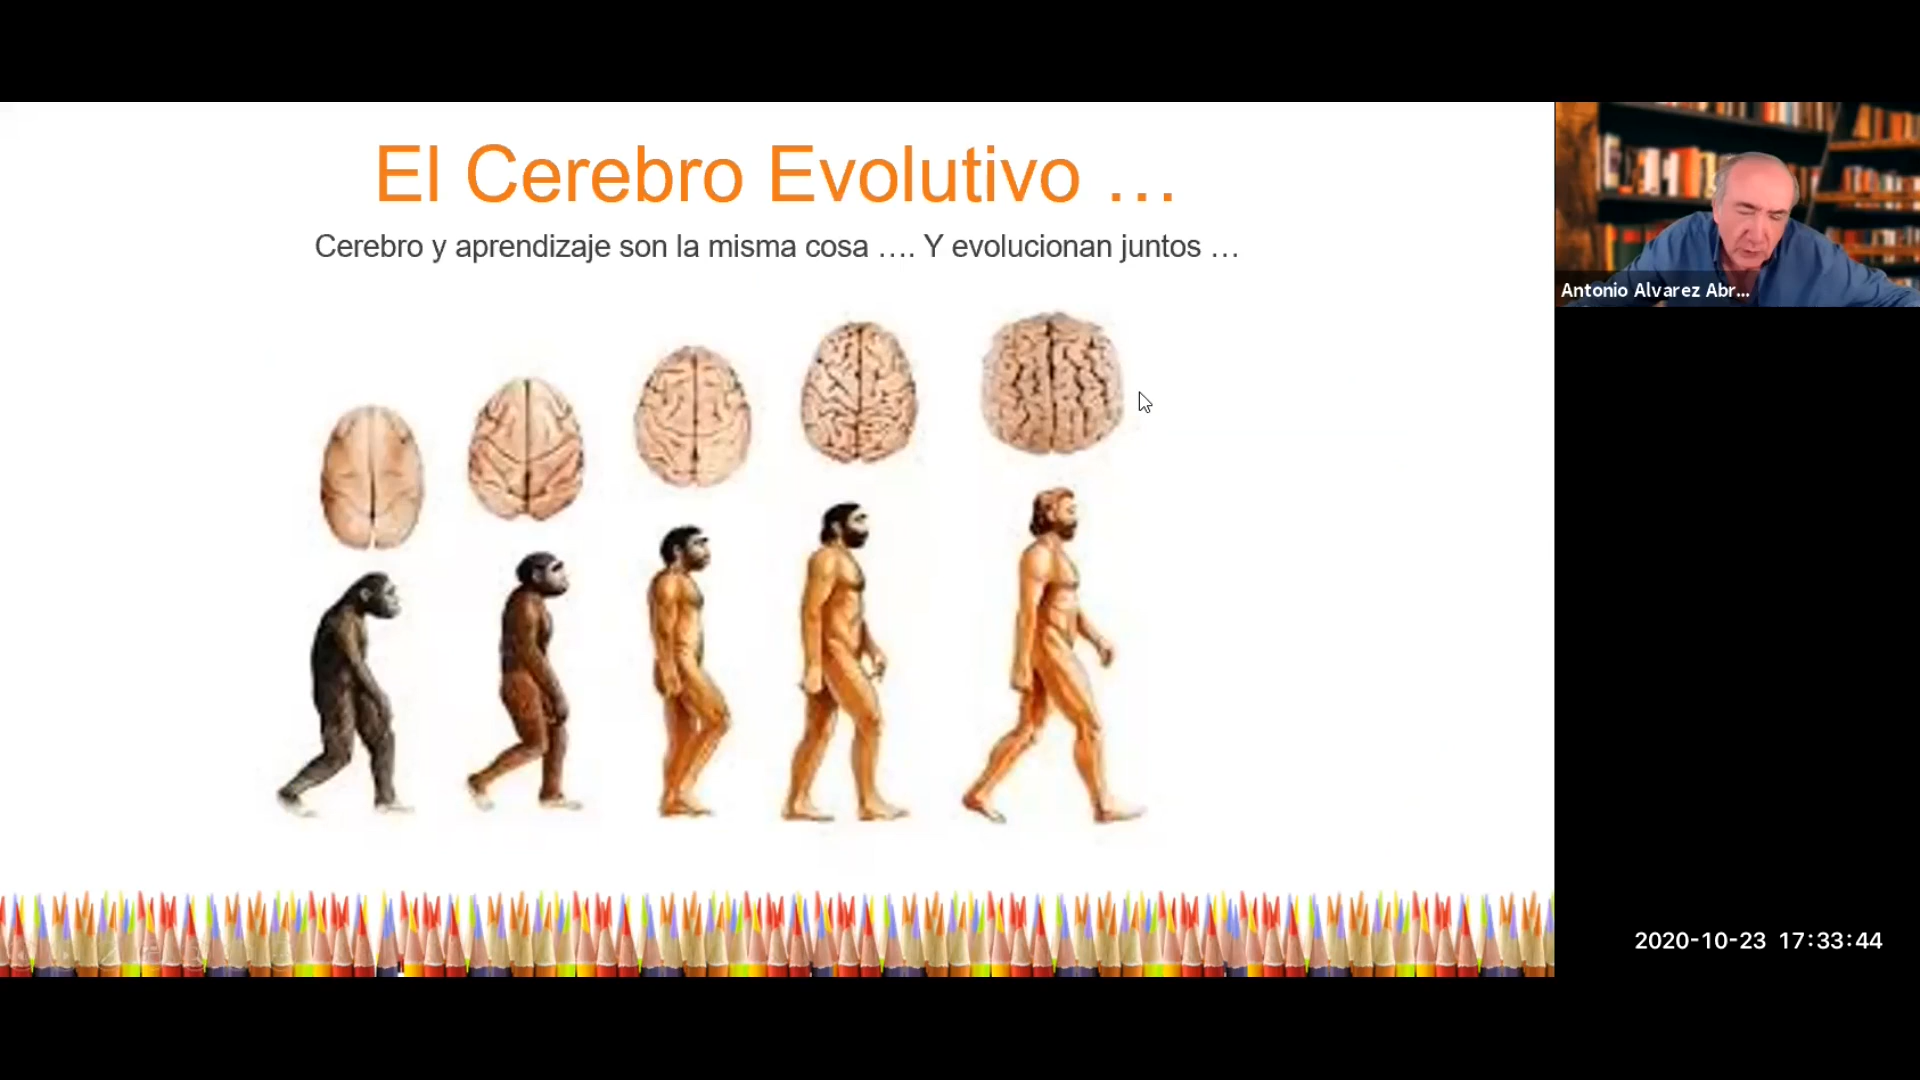 El Cerebro Evolutivo …
Cerebro y aprendizaje son la misma cosa …. Y evolucionan juntos …
Antonio Alvarez Abr...
2020-10-23 17:33:44